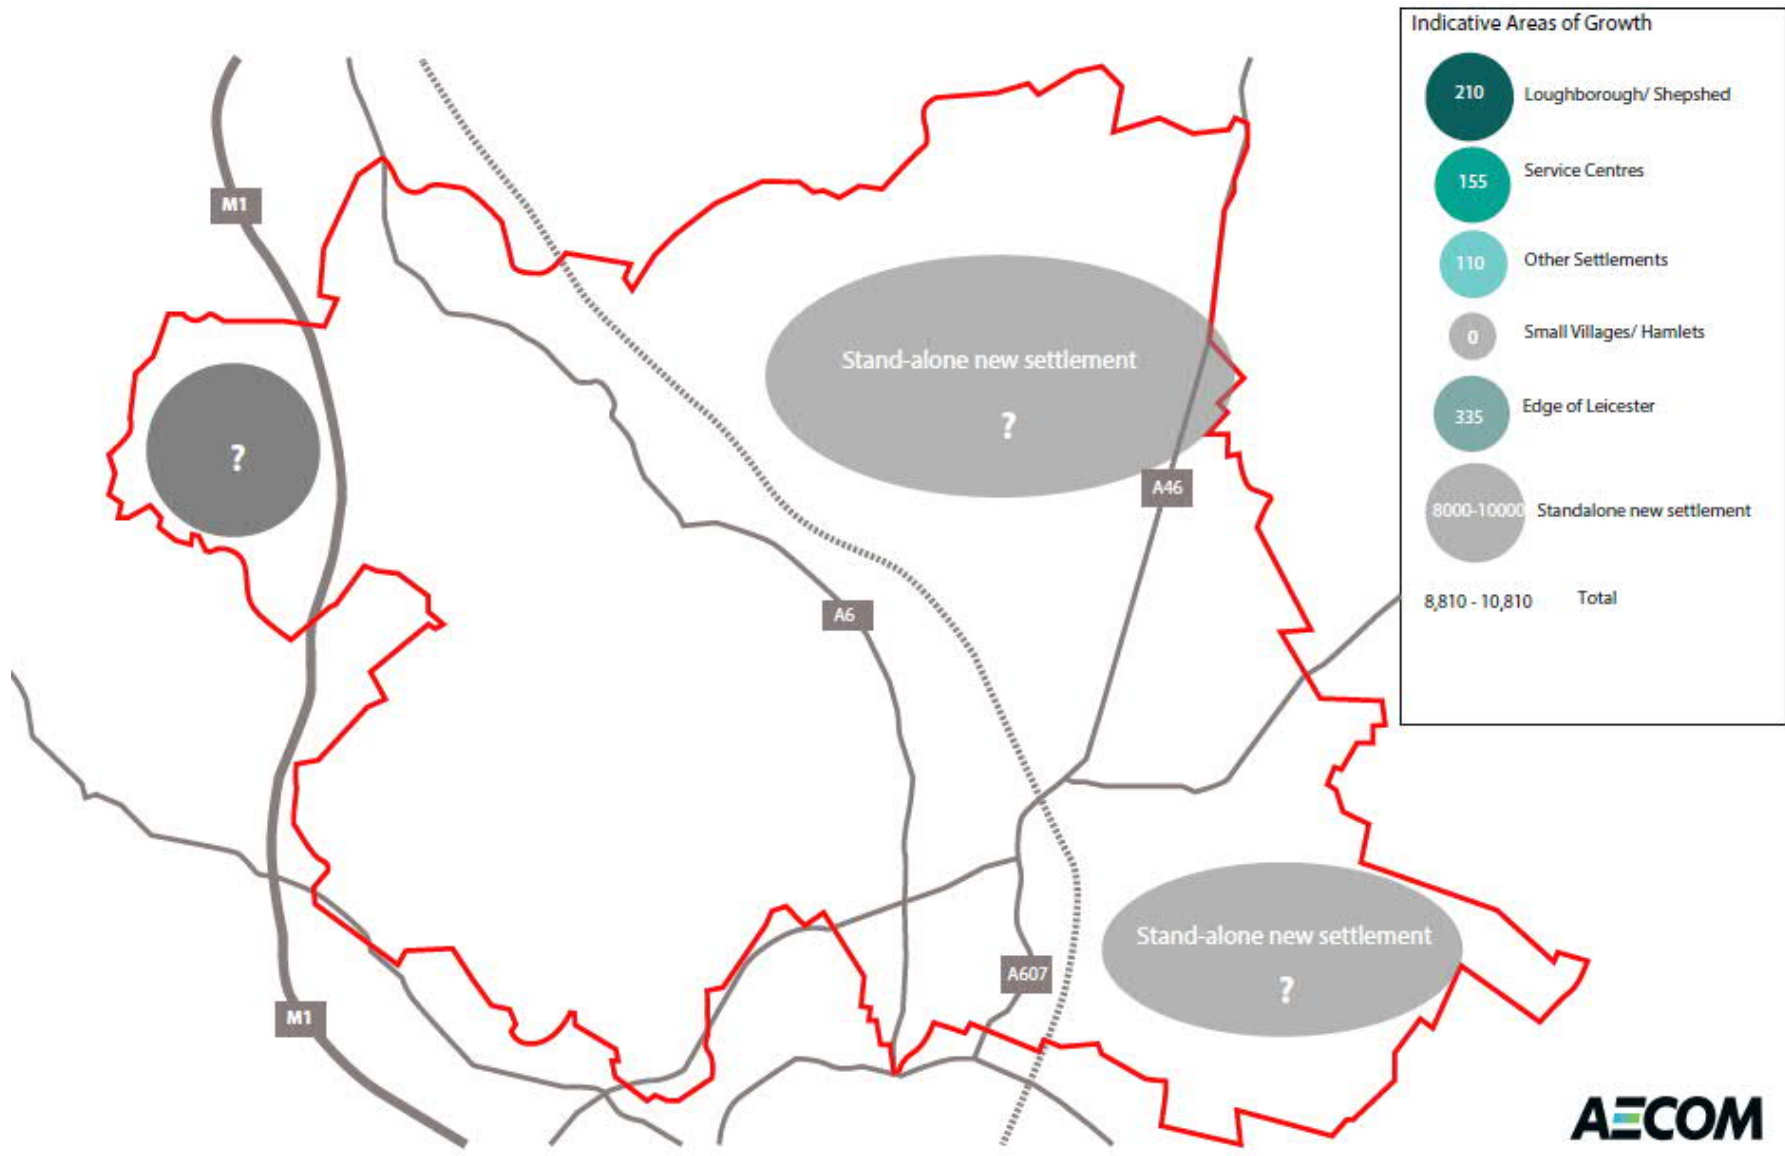 Indicative Areas of Growth
210 Loughborough/ Shepshed
155 Service Centres
110 Other Settlements
0 Small Villages/ Hamlets
335 Edge of Leicester
8000-10000 Standalone new settlement
8,810 - 10,810 Total
M1
?
Stand-alone new settlement
?
A46
A6
Stand-alone new settlement
?
A607
M1
AECOM